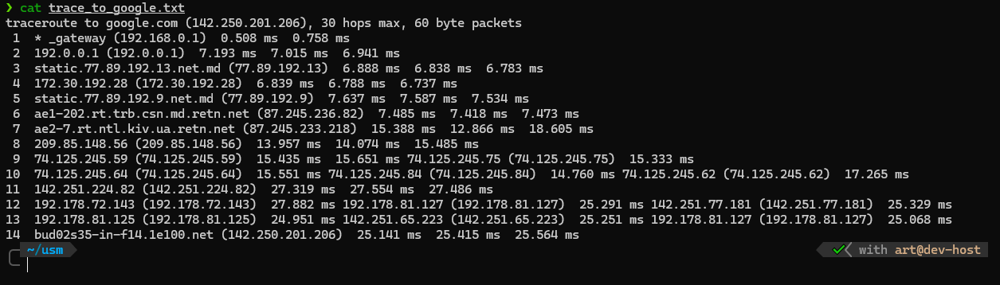 ❯ cat trace_to_google.txt
traceroute to google.com (142.250.201.206), 30 hops max, 60 byte packets
 1  * _gateway (192.168.0.1)  0.508 ms  0.758 ms
 2  192.0.0.1 (192.0.0.1)  7.193 ms  7.015 ms  6.941 ms
 3  static.77.89.192.13.net.md (77.89.192.13)  6.888 ms  6.838 ms  6.783 ms
 4  172.30.192.28 (172.30.192.28)  6.839 ms  6.788 ms  6.737 ms
 5  static.77.89.192.9.net.md (77.89.192.9)  7.637 ms  7.587 ms  7.534 ms
 6  ae1-202.rt.trb.csn.md.retn.net (87.245.236.82)  7.485 ms  7.418 ms  7.473 ms
 7  ae2-7.rt.ntl.kiv.ua.retn.net (87.245.233.218)  15.388 ms  12.866 ms  18.605 ms
 8  209.85.148.56 (209.85.148.56)  13.957 ms  14.074 ms  15.485 ms
 9  74.125.245.59 (74.125.245.59)  15.435 ms  15.651 ms 74.125.245.75 (74.125.245.75)  15.333 ms
10  74.125.245.64 (74.125.245.64)  15.551 ms 74.125.245.84 (74.125.245.84)  14.760 ms 74.125.245.62 (74.125.245.62)  17.265 ms
11  142.251.224.82 (142.251.224.82)  27.319 ms  27.554 ms  27.486 ms
12  192.178.72.143 (192.178.72.143)  27.882 ms 192.178.81.127 (192.178.81.127)  25.291 ms 142.251.77.181 (142.251.77.181)  25.329 ms
13  192.178.81.125 (192.178.81.125)  24.951 ms 142.251.65.223 (142.251.65.223)  25.251 ms 192.178.81.127 (192.178.81.127)  25.068 ms
14  bud02s35-in-f14.1e100.net (142.250.201.206)  25.141 ms  25.415 ms  25.564 ms
~/usm ✔ with art@dev-host